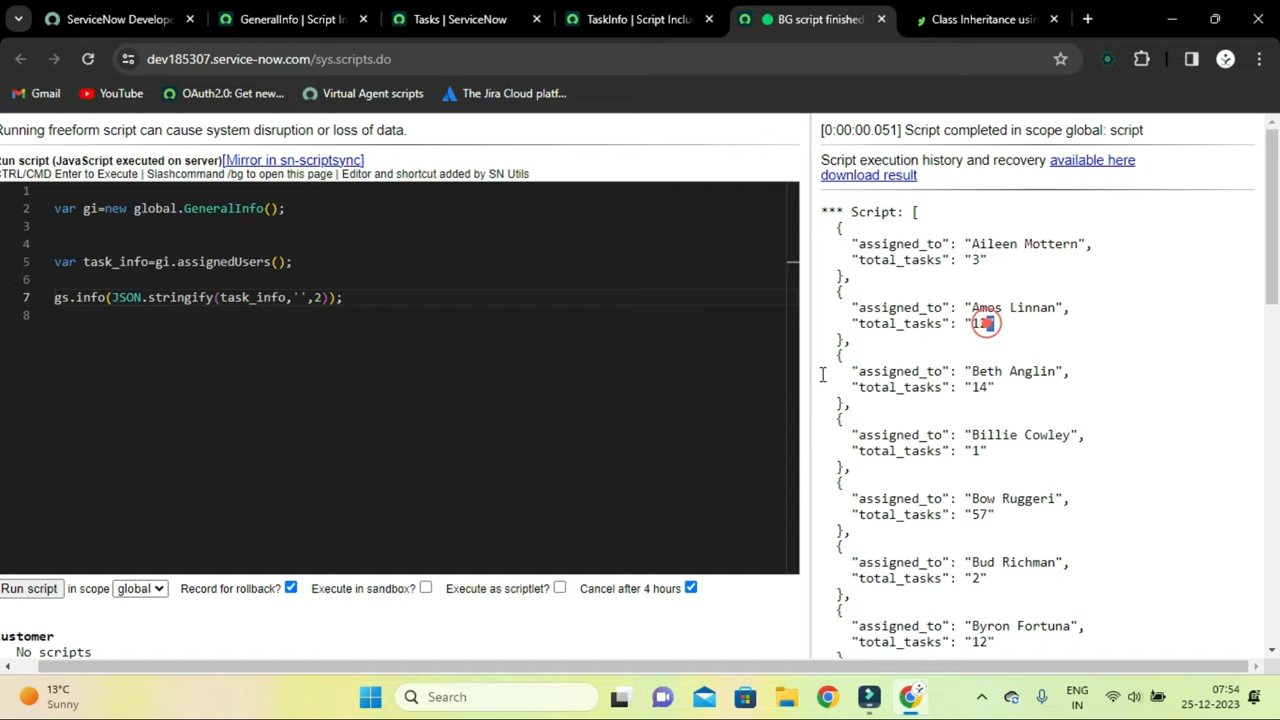 ServiceNow Develope
GeneralInfo | Script In
Tasks | ServiceNow
TaskInfo | Script Inclu
BG script finished
Class Inheritance usin
dev185307.service-now.com/sys.scripts.do
Gmail
YouTube
OAuth2.0: Get new...
Virtual Agent scripts
The Jira Cloud platf...
Running freeform script can cause system disruption or loss of data.
Run script (JavaScript executed on server)[Mirror in sn-scriptsync]
CTRL/CMD Enter to Execute | Slashcommand /bg to open this page | Editor and shortcut added by SN Utils
1
2 var gi=new global.GeneralInfo();
3
4
5 var task_info=gi.assignedUsers();
6
7 gs.info(JSON.stringify(task_info,'',2));
8
Run script in scope global Record for rollback? Execute in sandbox? Execute as scriptlet? Cancel after 4 hours
ustomer
No scripts
[0:00:00.051] Script completed in scope global: script
Script execution history and recovery available here
download result
*** Script: [
{
"assigned_to": "Aileen Mottern",
"total_tasks": "3"
},
{
"assigned_to": "Amos Linnan",
"total_tasks":
},
{
"assigned_to": "Beth Anglin",
"total_tasks": "14"
},
{
"assigned_to": "Billie Cowley",
"total_tasks": "1"
},
{
"assigned_to": "Bow Ruggeri",
"total_tasks": "57"
},
{
"assigned_to": "Bud Richman",
"total_tasks": "2"
},
{
"assigned_to": "Byron Fortuna",
"total_tasks": "12"
13°C
Sunny
Search
ENG
IN
07:54
25-12-2023